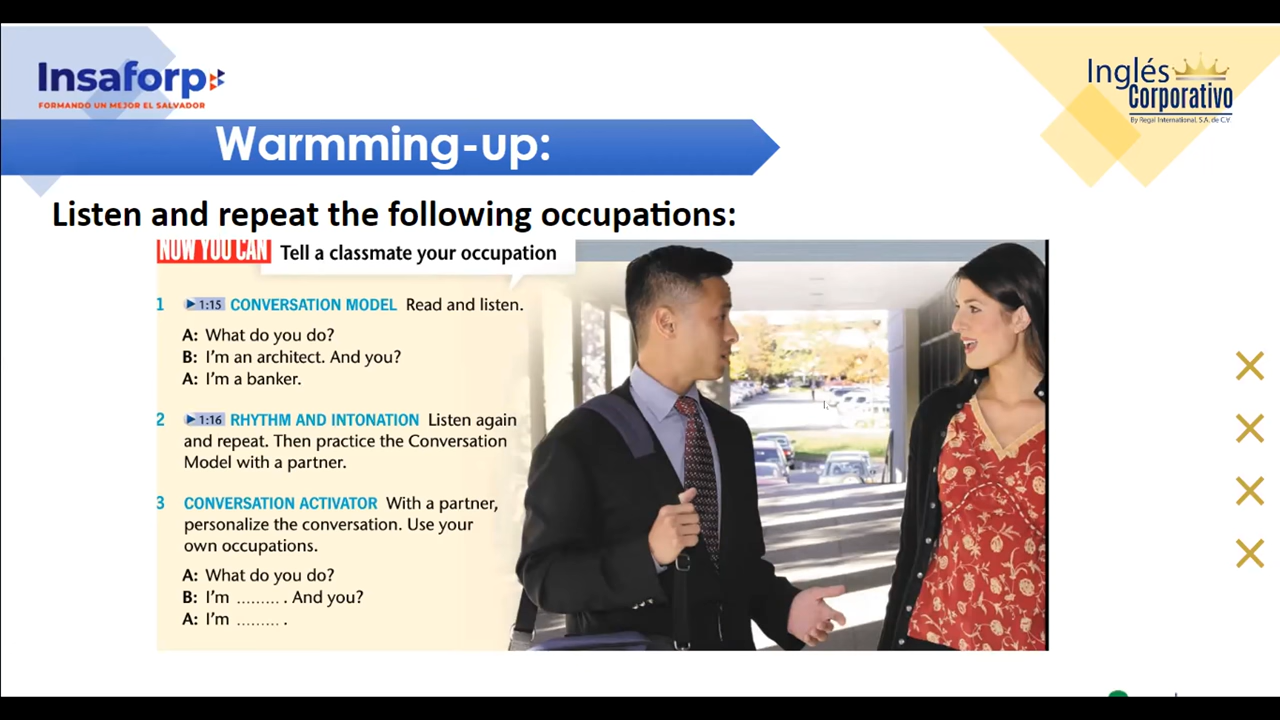 Insaforp
FORMANDO UN MEJOR EL SALVADOR
Inglés
Corporativo
By Regal International, S.A. de C.V.
Warmming-up:
Listen and repeat the following occupations:
NOW YOU CAN Tell a classmate your occupation
1 1:15 CONVERSATION MODEL Read and listen.
A: What do you do?
B: I'm an architect. And you?
A: I'm a banker.
2 1:16 RHYTHM AND INTONATION Listen again
and repeat. Then practice the Conversation
Model with a partner.
3 CONVERSATION ACTIVATOR With a partner,
personalize the conversation. Use your
own occupations.
A: What do you do?
B: I'm ......... . And you?
A: I'm ......... .